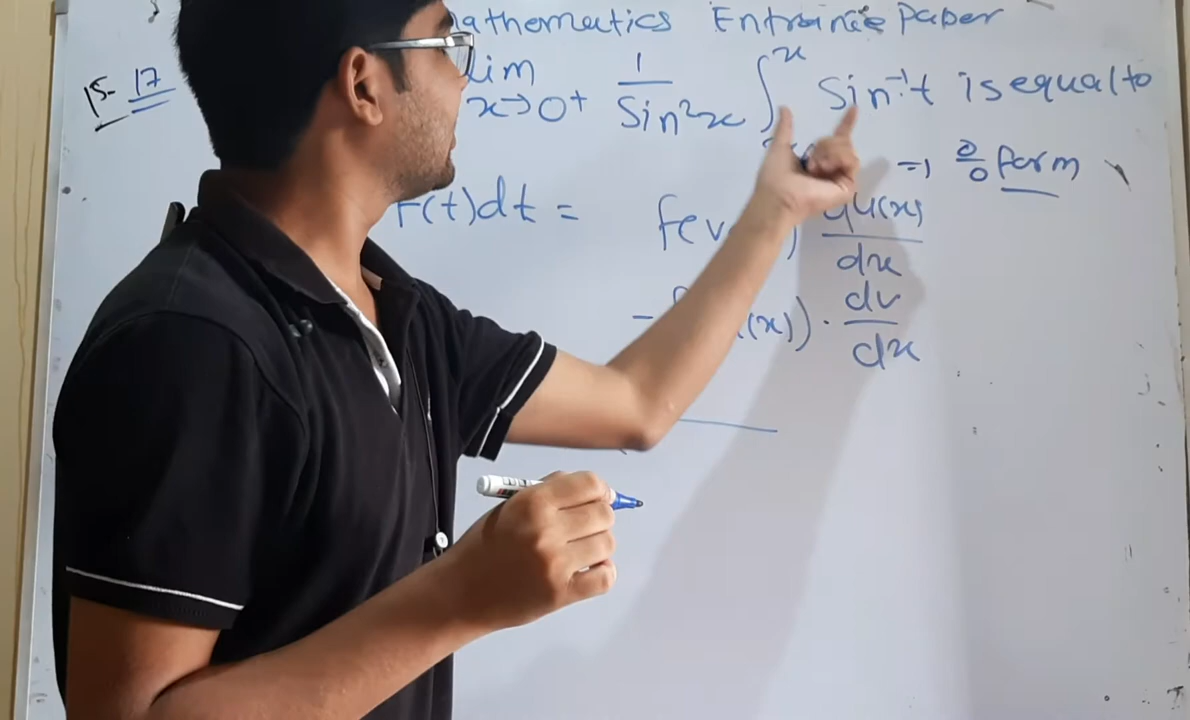 athematics Entrance Paper
15- 17 lim x→0+ 1/Sin²x ∫ˣ Sin⁻¹t is equal to
=) 0/0 form
F(t)dt = f(v ) du(x)/dx
- (x)) · dv/dx